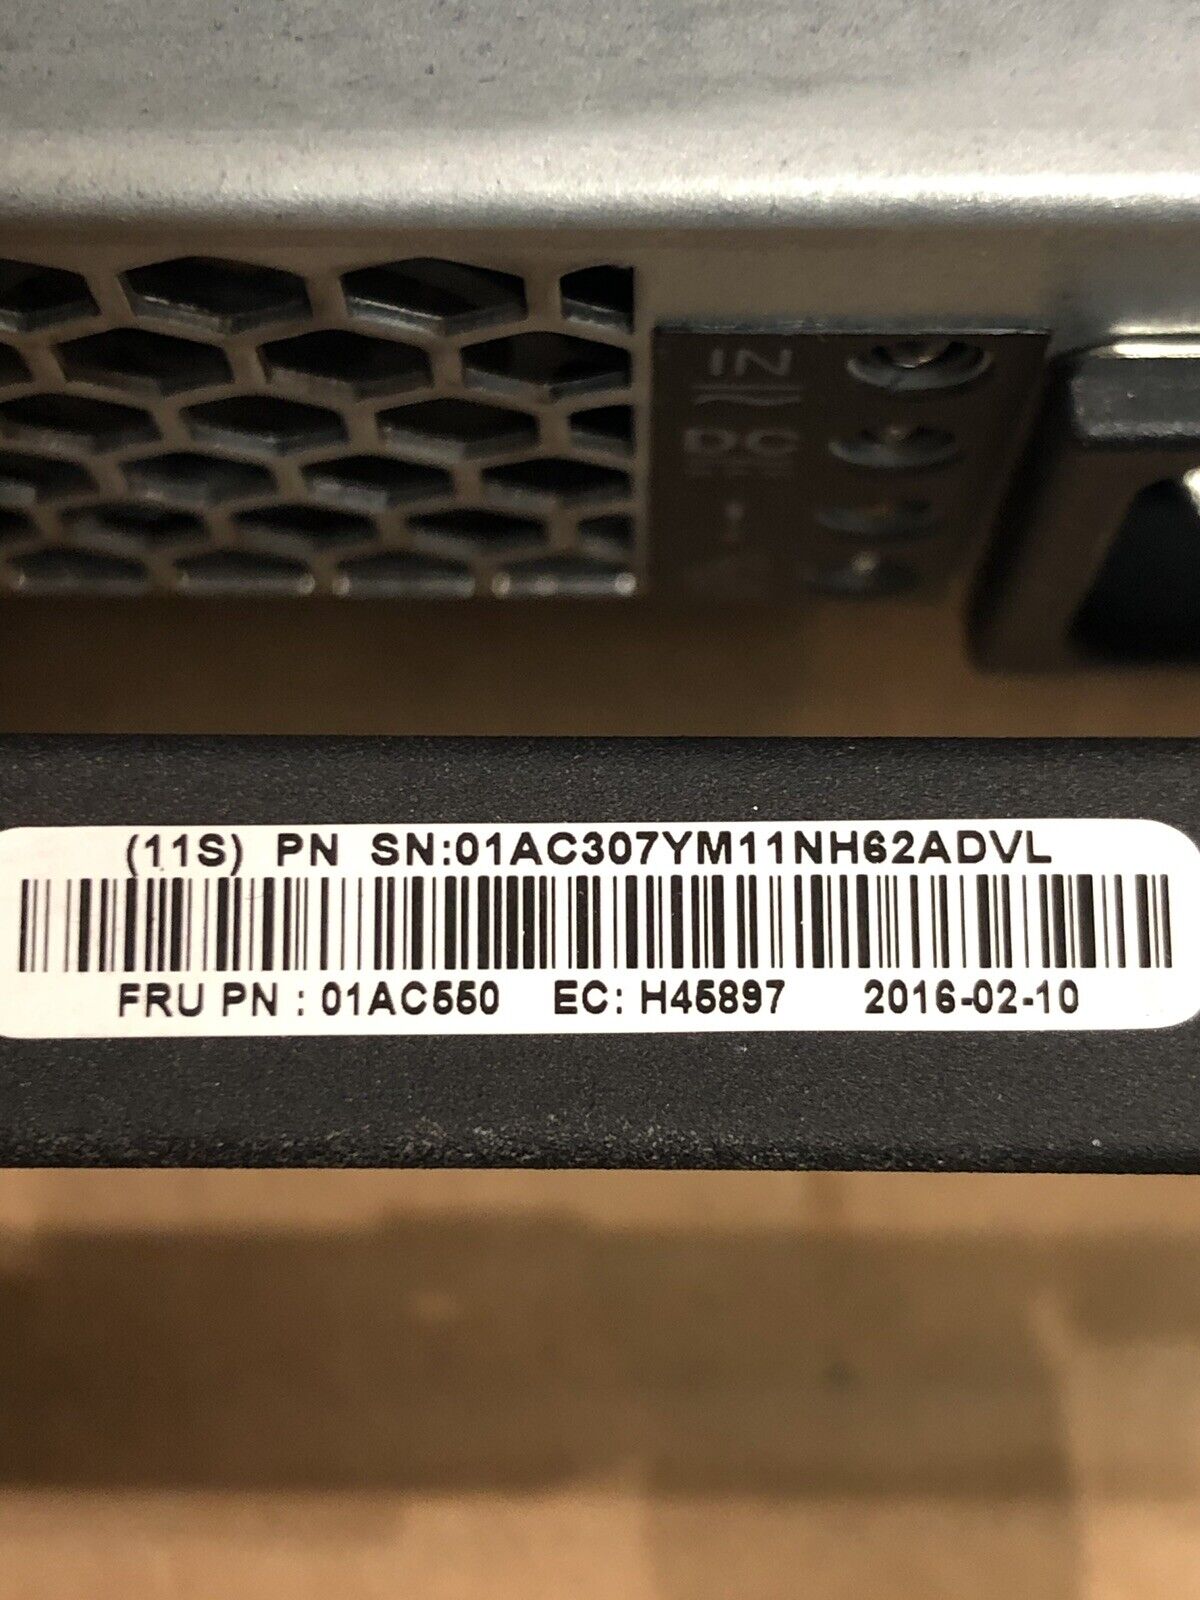 IN
DC
!
(11S) PN SN:01AC307YM11NH62ADVL
FRU PN : 01AC550 EC: H45897 2016-02-10